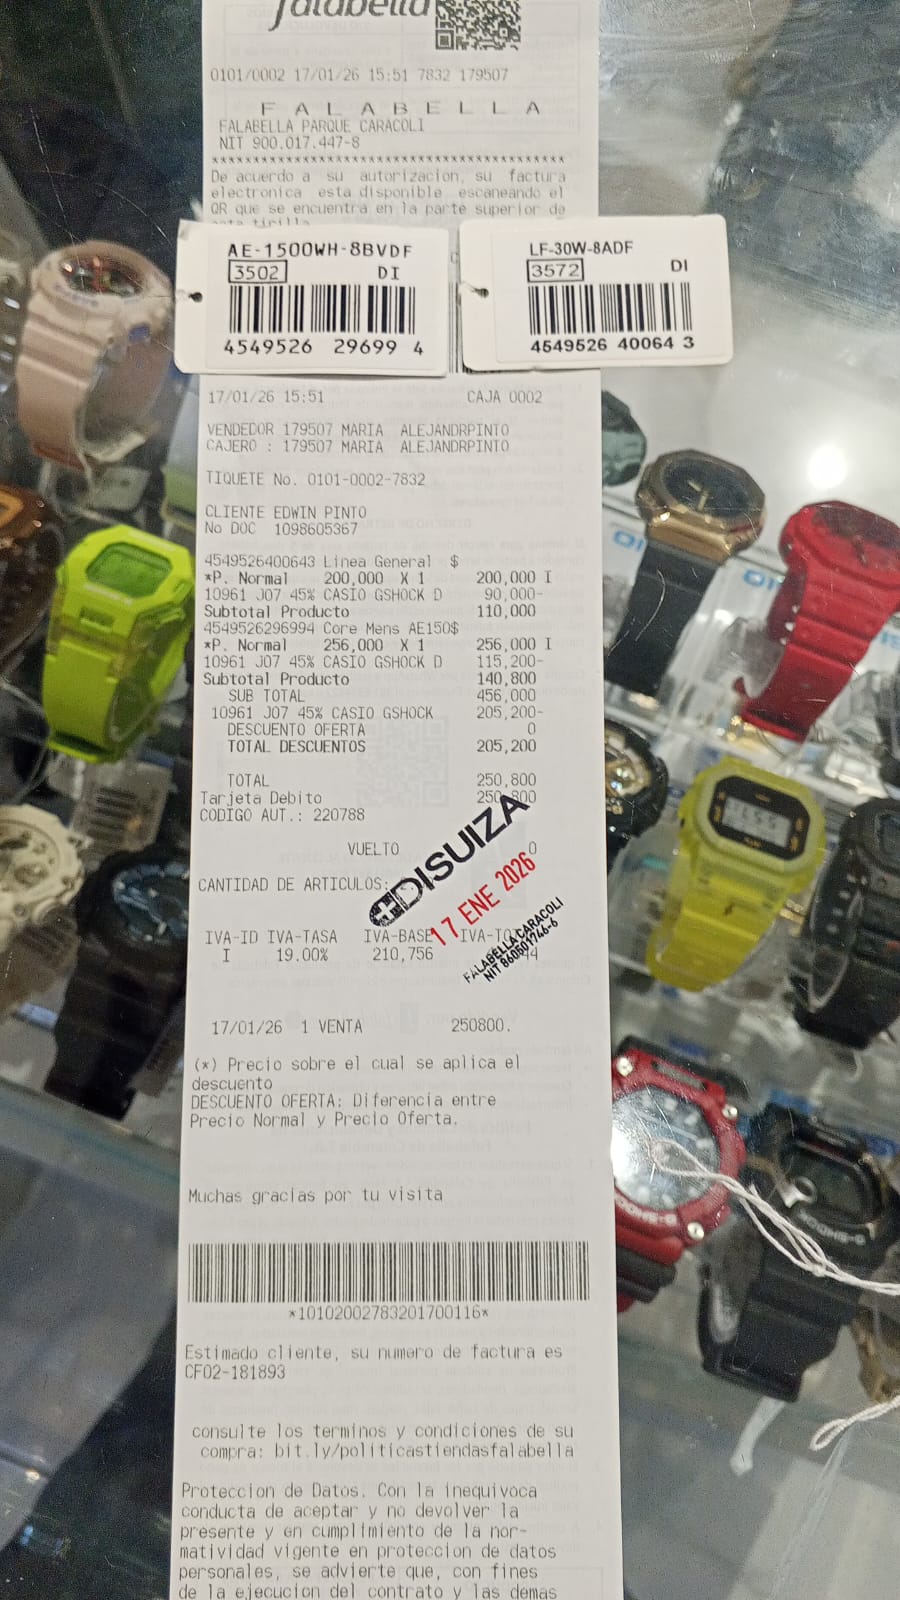 falabella
0101/0002 17/01/26 15:51 7832 179507
F A L A B E L L A
FALABELLA PARQUE CARACOLI
NIT 900.017.447-8
******************************************
De acuerdo a su autorizacion, su factura
electronica esta disponible escaneando el
QR que se encuentra en la parte superior de
esta tirilla
AE-1500WH-8BVDF
3502 DI
4549526 29699 4
LF-30W-8ADF
3572 DI
4549526 40064 3
17/01/26 15:51 CAJA 0002
VENDEDOR 179507 MARIA ALEJANDRPINTO
CAJERO : 179507 MARIA ALEJANDRPINTO
TIQUETE No. 0101-0002-7832
CLIENTE EDWIN PINTO
No DOC 1098605367
4549526400643 Linea General $
*P. Normal 200,000 X 1 200,000 I
10961 J07 45% CASIO GSHOCK D 90,000-
Subtotal Producto 110,000
4549526296994 Core Mens AE150$
*P. Normal 256,000 X 1 256,000 I
10961 J07 45% CASIO GSHOCK D 115,200-
Subtotal Producto 140,800
SUB TOTAL 456,000
10961 J07 45% CASIO GSHOCK 205,200-
DESCUENTO OFERTA 0
TOTAL DESCUENTOS 205,200
TOTAL 250,800
Tarjeta Debito 250,800
CODIGO AUT.: 220788
VUELTO 0
CANTIDAD DE ARTICULOS:
DISUIZA
17 ENE 2026
FALABELLA CARACOLI
NIT 860501746-6
IVA-ID IVA-TASA IVA-BASE IVA-TO
I 19.00% 210,756 44
17/01/26 1 VENTA 250800.
(*) Precio sobre el cual se aplica el
descuento
DESCUENTO OFERTA: Diferencia entre
Precio Normal y Precio Oferta.
Muchas gracias por tu visita
*10102002783201700116*
Estimado cliente, su numero de factura es
CF02-181893
consulte los terminos y condiciones de su
compra: bit.ly/politicastiendasfalabella
Proteccion de Datos. Con la inequivoca
conducta de aceptar y no devolver la
presente y en cumplimiento de la nor-
matividad vigente en proteccion de datos
personales, se advierte que, con fines
de la ejecucion del contrato y las demas
G-SHOCK